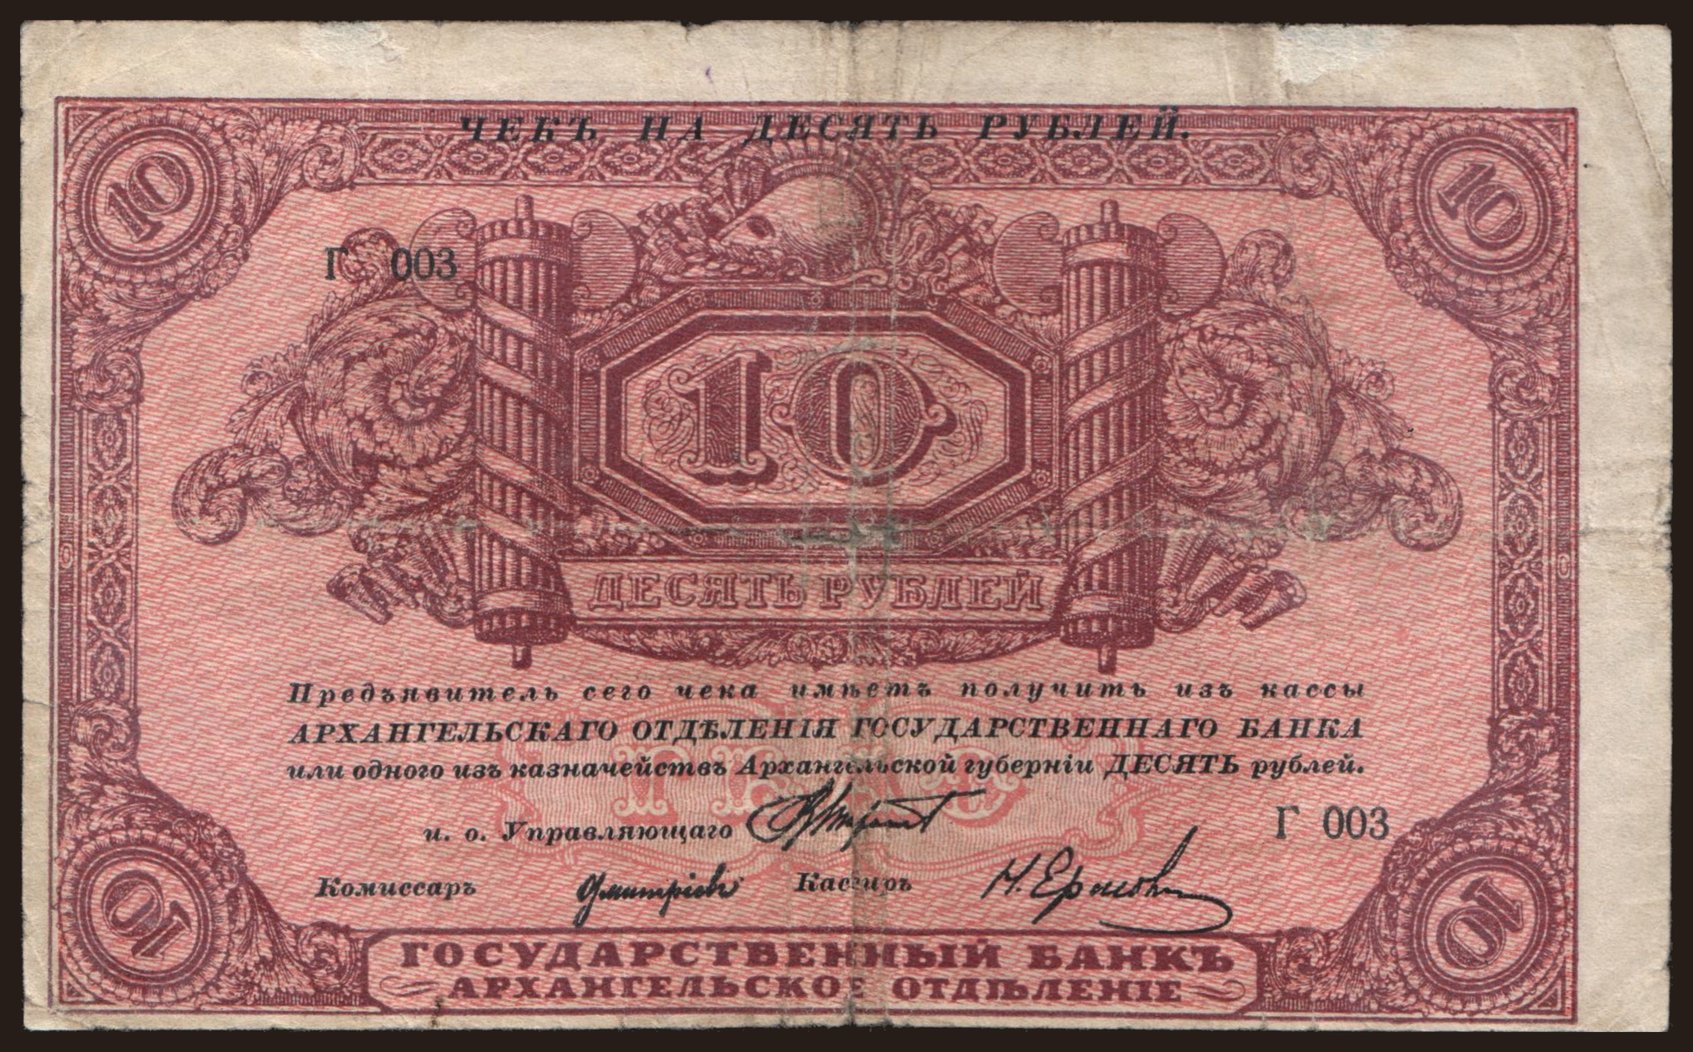 ЧЕКЪ НА ДЕСЯТЬ РУБЛЕЙ.
10 10
Г 003
10
ДЕСЯТЬ РУБЛЕЙ
Предъявитель сего чека имѣетъ получить изъ кассы
АРХАНГЕЛЬСКАГО ОТДѢЛЕНІЯ ГОСУДАРСТВЕННАГО БАНКА
или одного изъ казначействъ Архангельской губерніи ДЕСЯТЬ рублей.
Г 003
и. о. Управляющаго
Комиссаръ Кассиръ
10 10
ГОСУДАРСТВЕННЫЙ БАНКЪ
АРХАНГЕЛЬСКОЕ ОТДѢЛЕНІЕ